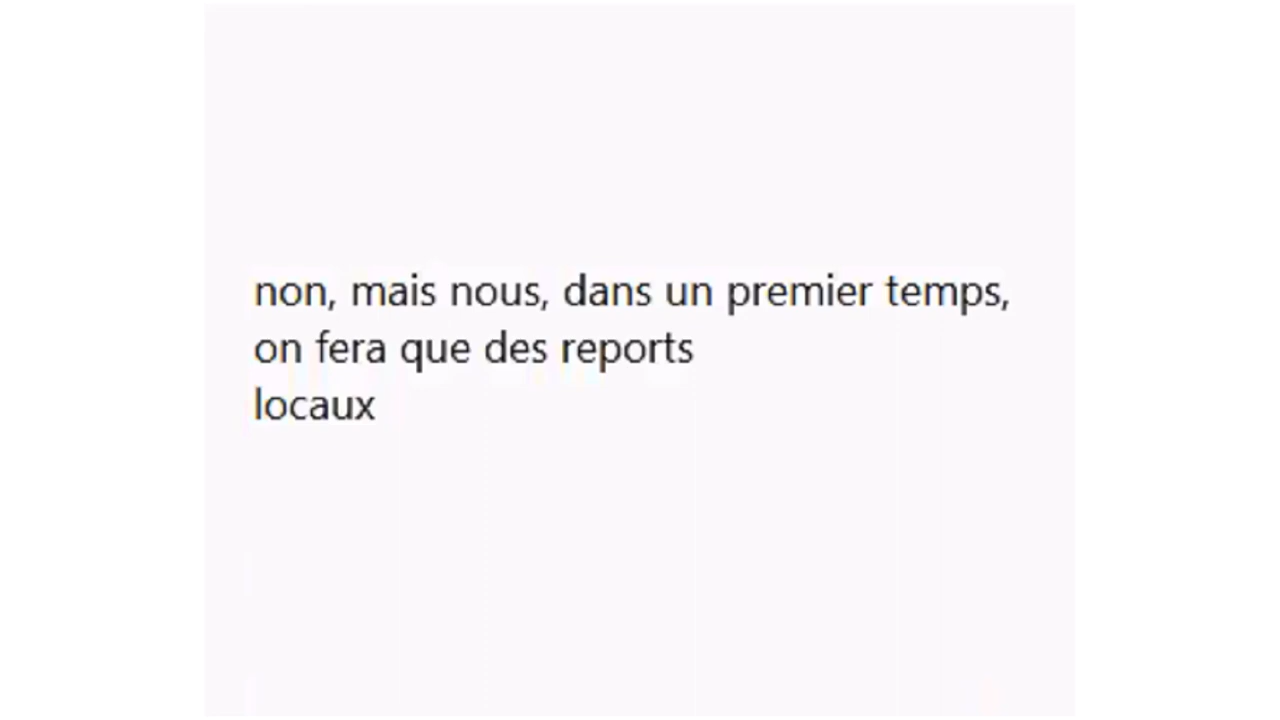 non, mais nous, dans un premier temps,
on fera que des reports
locaux